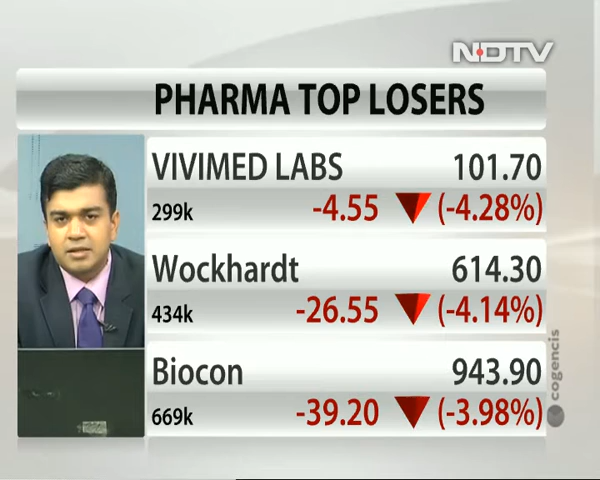 NDTV
PHARMA TOP LOSERS
VIVIMED LABS 101.70
299k -4.55 (-4.28%)
Wockhardt 614.30
434k -26.55 (-4.14%)
Biocon 943.90
669k -39.20 (-3.98%)
cogencis